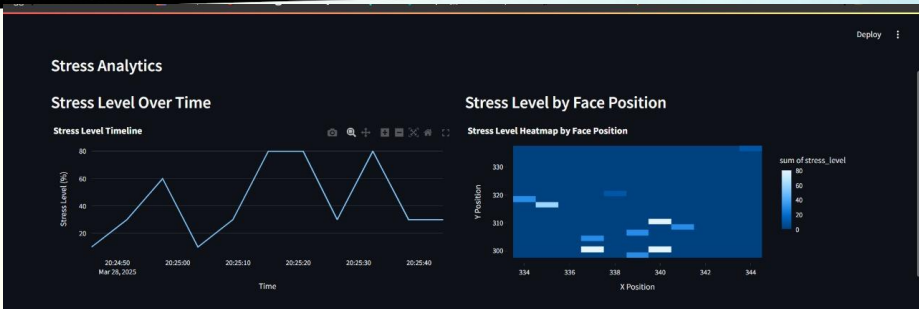 Deploy
Stress Analytics
Stress Level Over Time
Stress Level by Face Position
Stress Level Timeline
Stress Level Heatmap by Face Position
80
60
40
20
Stress Level (%)
20:24:50
Mar 28, 2025
20:25:00
20:25:10
20:25:20
20:25:30
20:25:40
Time
330
320
310
300
Y Position
334
336
338
340
342
344
X Position
sum of stress_level
80
60
40
20
0